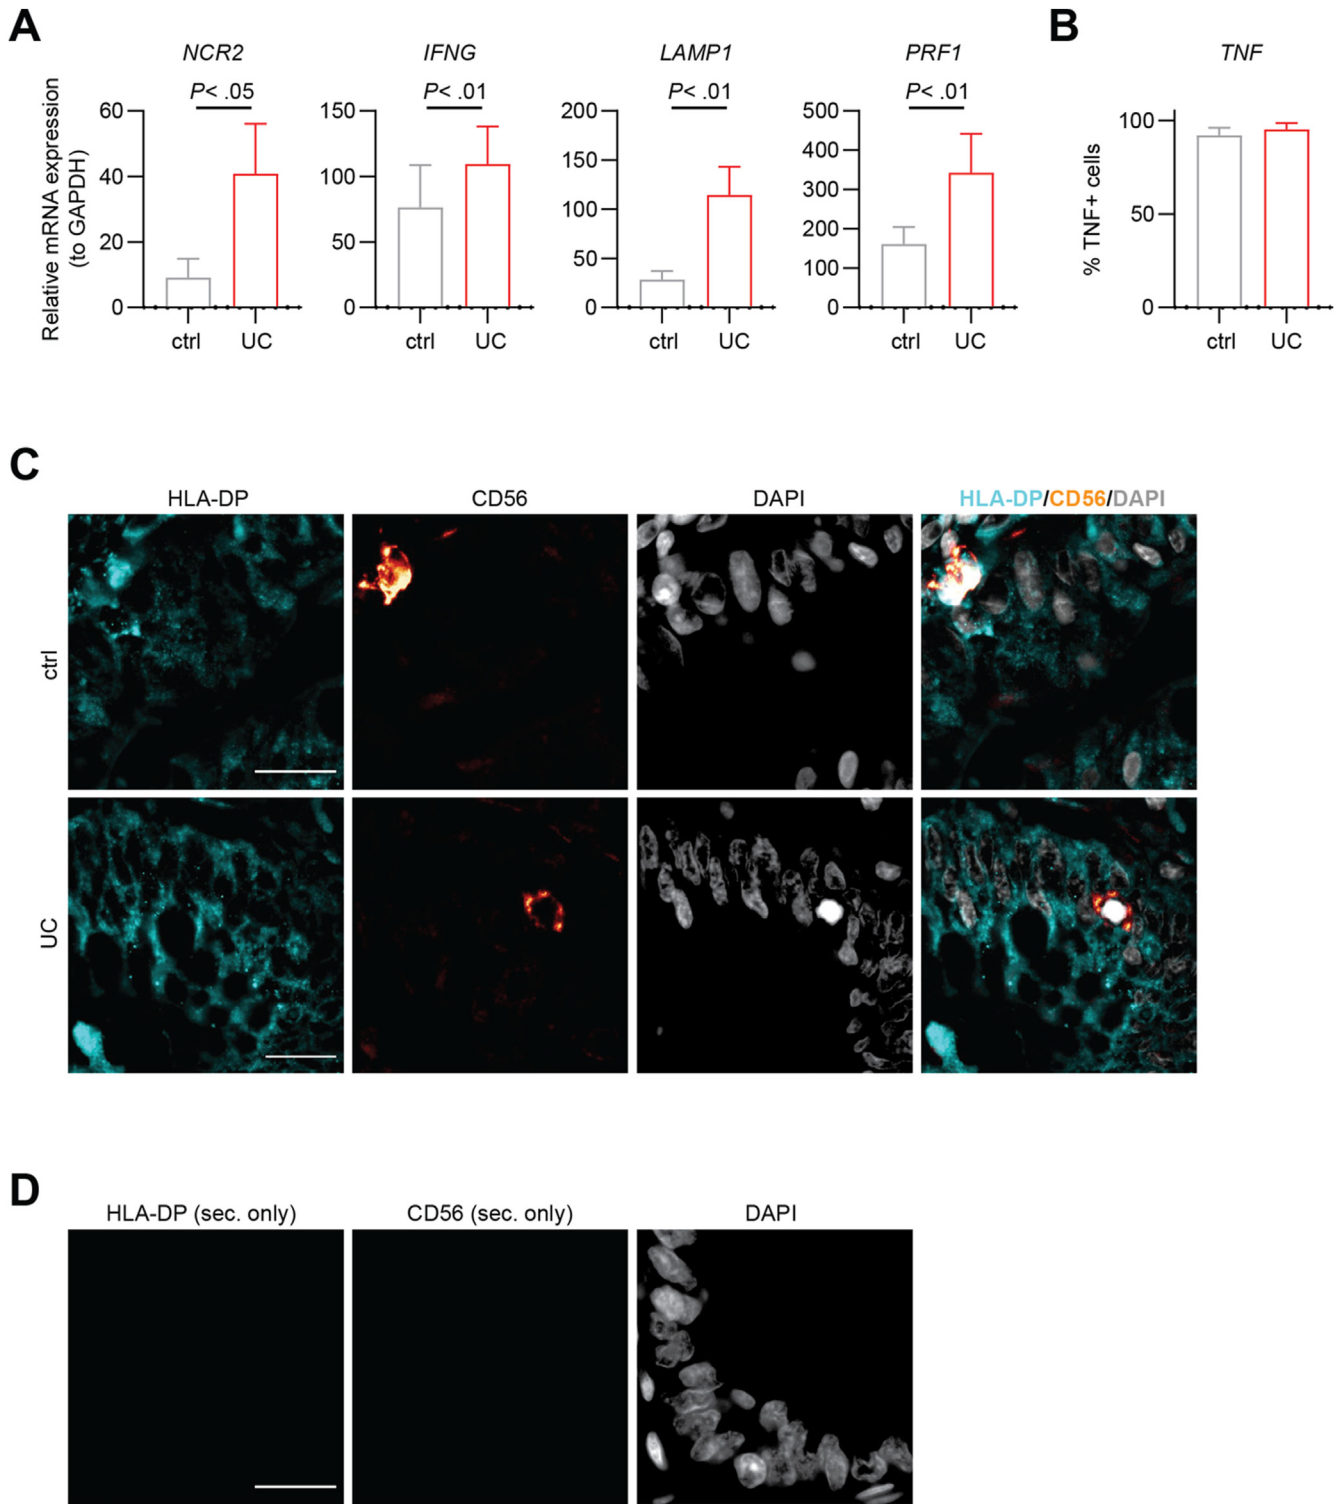 A
B
NCR2
IFNG
LAMP1
PRF1
TNF
P< .05
P< .01
P< .01
P< .01
Relative mRNA expression
(to GAPDH)
60
40
20
0
ctrl
UC
150
100
50
0
ctrl
UC
200
150
100
50
0
ctrl
UC
500
400
300
200
100
0
ctrl
UC
% TNF+ cells
100
50
0
ctrl
UC
C
HLA-DP
CD56
DAPI
HLA-DP/CD56/DAPI
ctrl
UC
D
HLA-DP (sec. only)
CD56 (sec. only)
DAPI